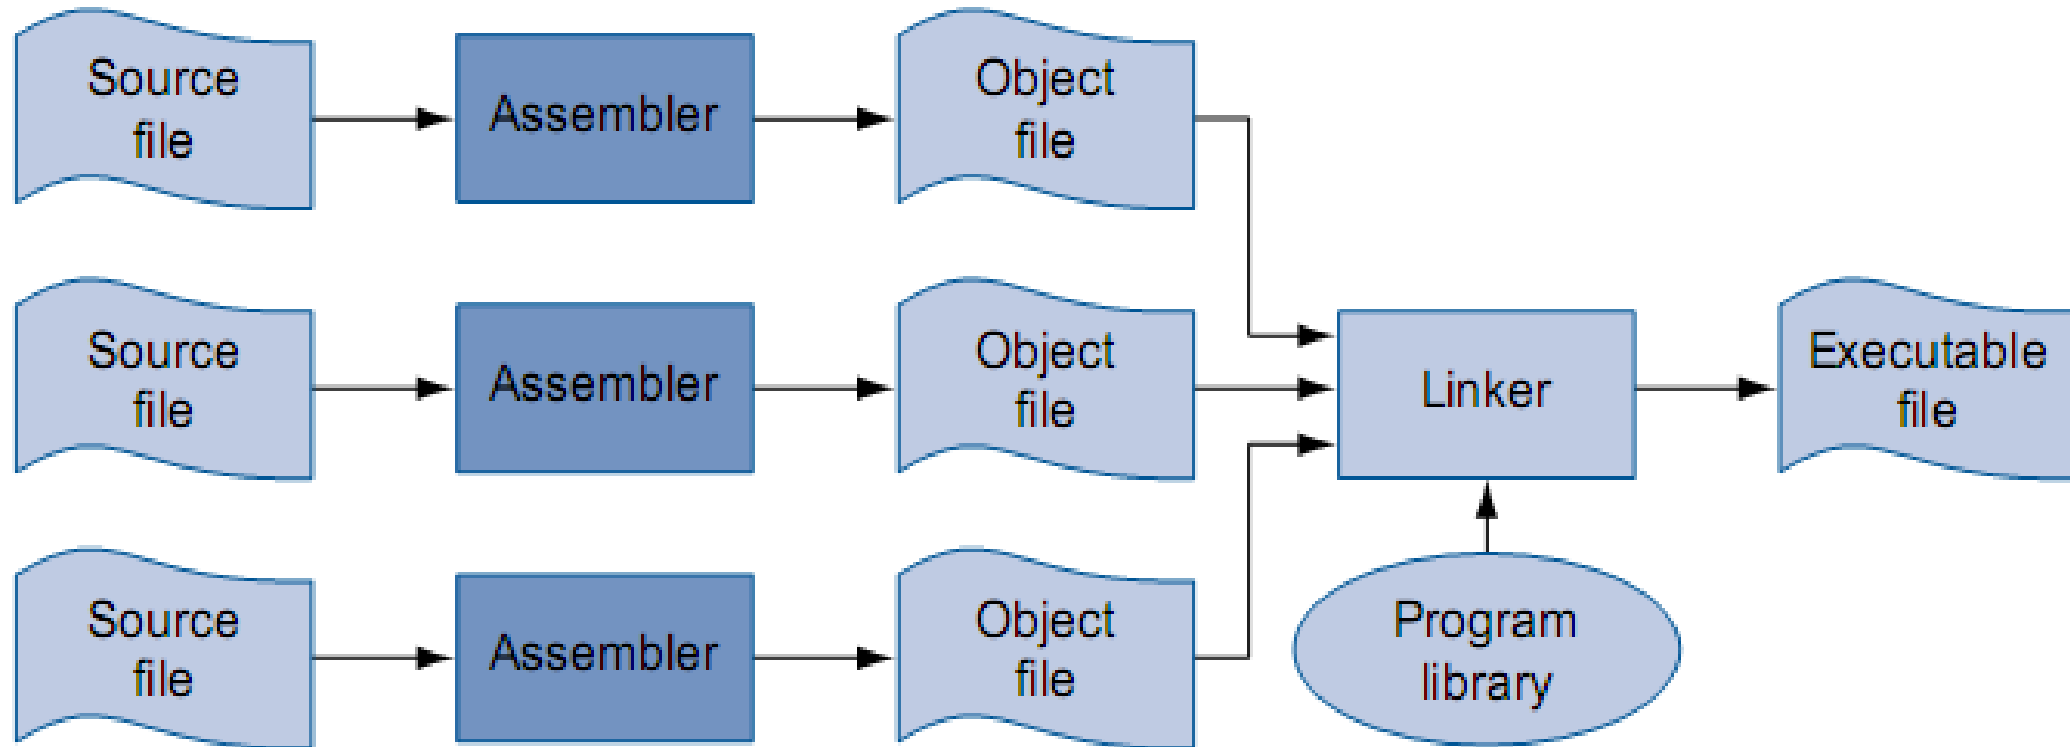 Source
file
Assembler
Object
file
Source
file
Assembler
Object
file
Linker
Executable
file
Source
file
Assembler
Object
file
Program
library